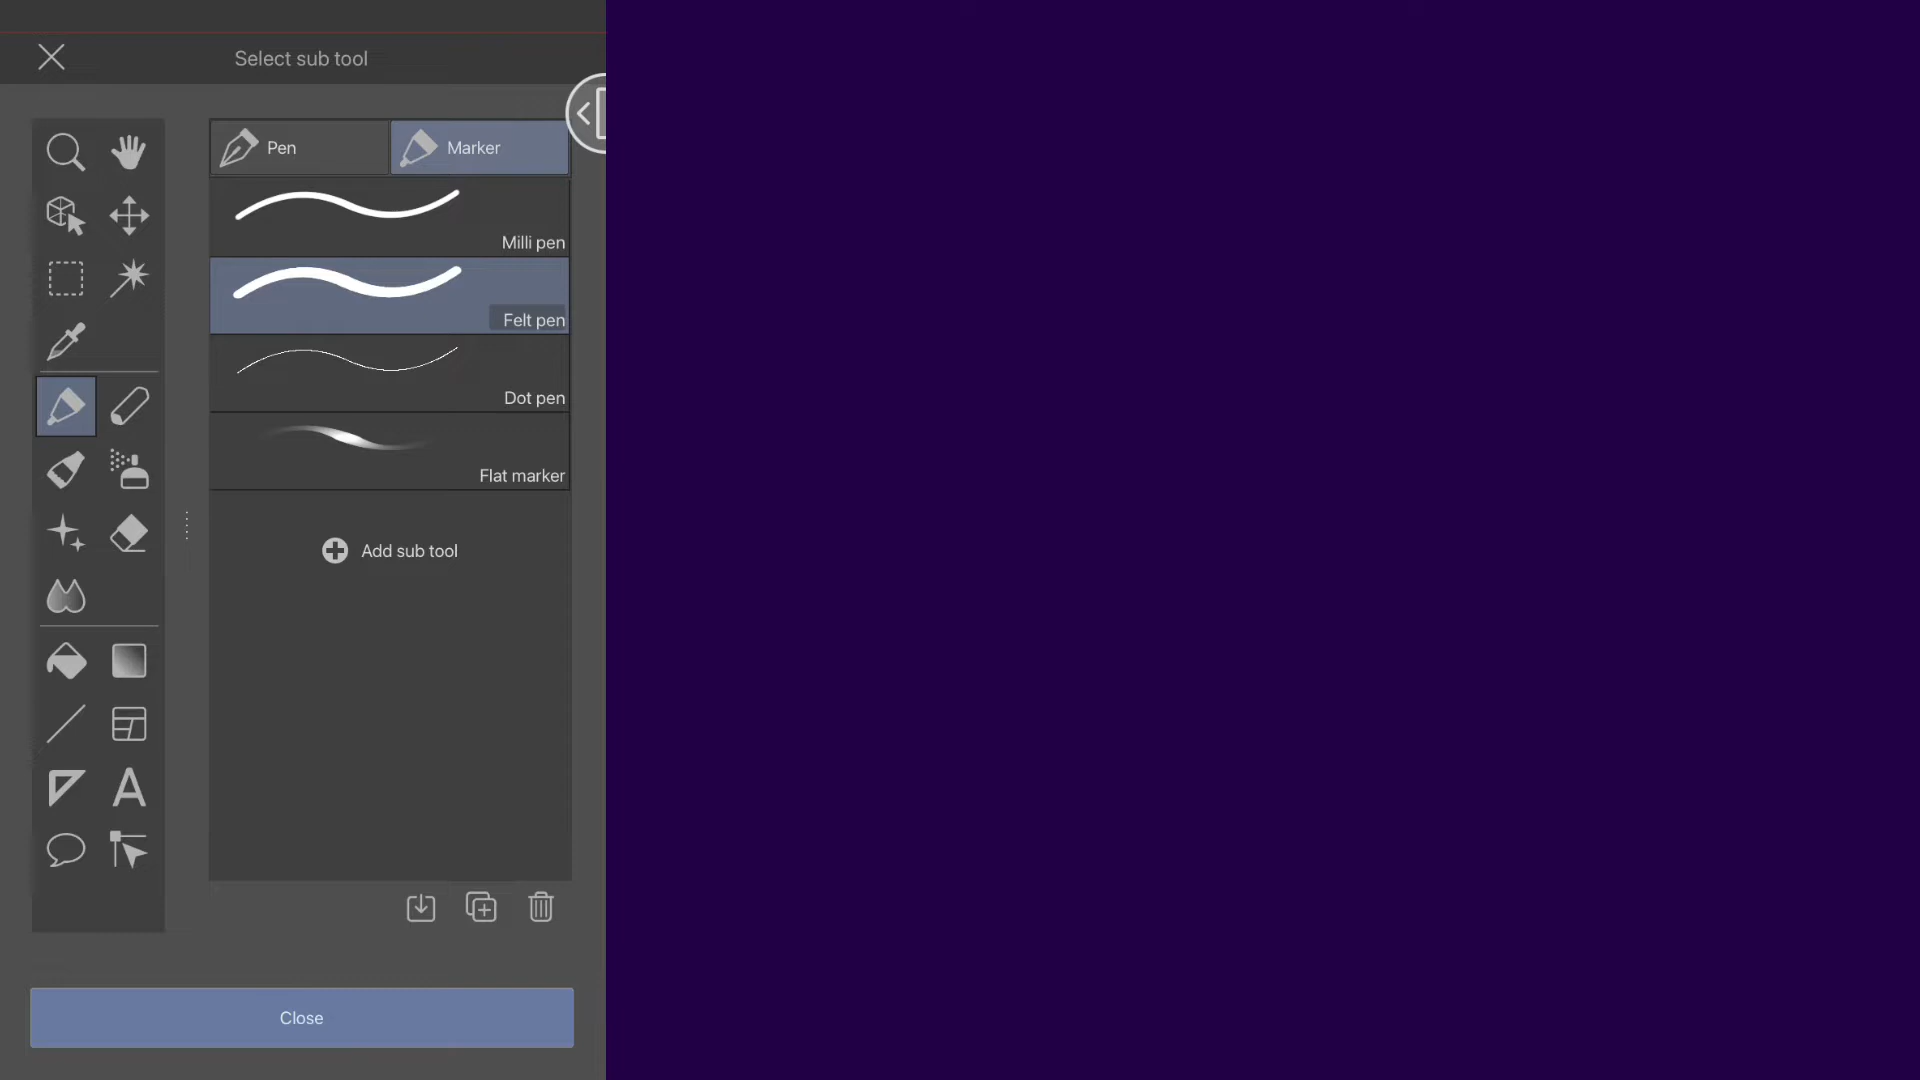 Select sub tool
Pen
Marker
Milli pen
Felt pen
Dot pen
Flat marker
Add sub tool
Close